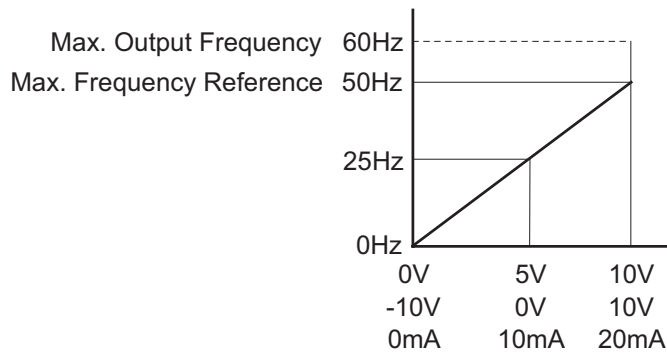 Max. Output Frequency 60Hz
Max. Frequency Reference 50Hz
25Hz
0Hz
0V 5V 10V
-10V 0V 10V
0mA 10mA 20mA